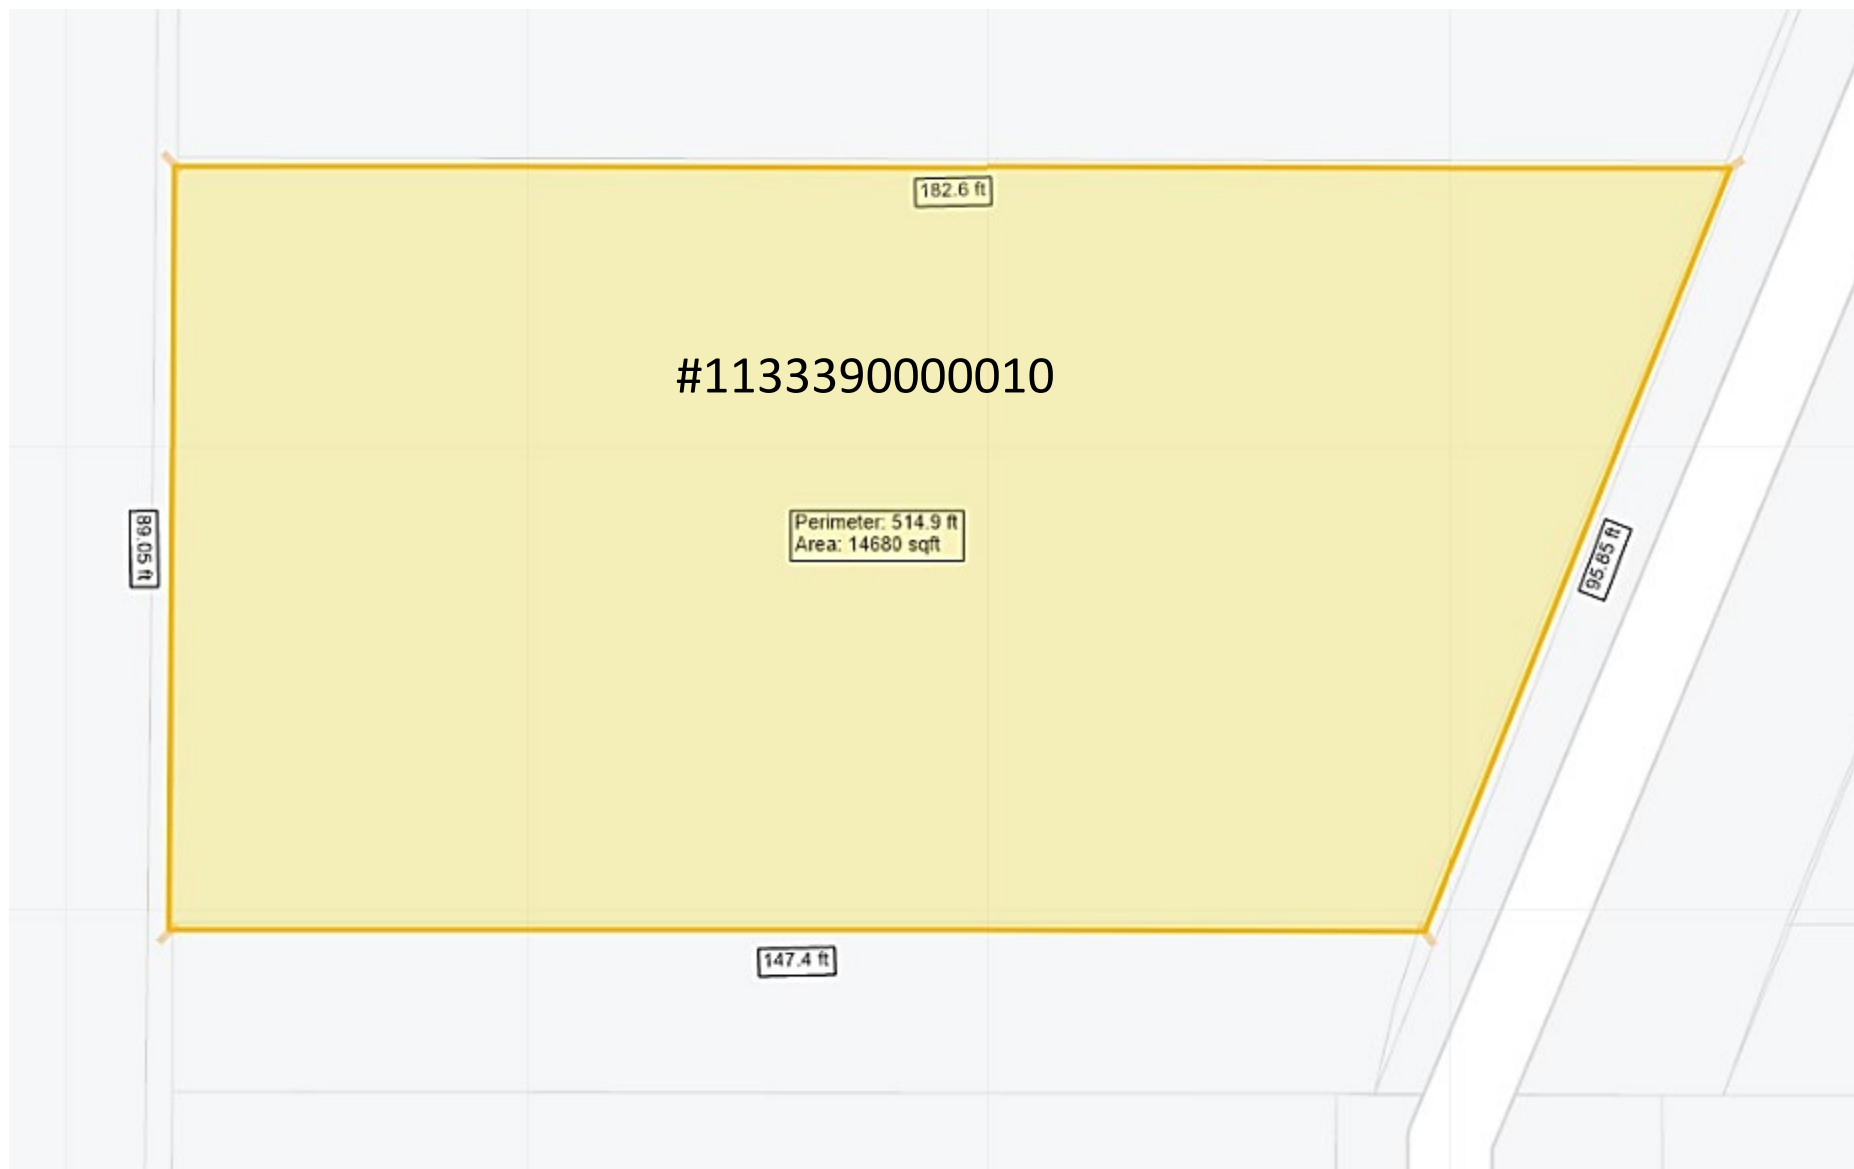 182.6 ft
#1133390000010
89.05 ft
Perimeter: 514.9 ft
Area: 14680 sqft
95.85 ft
147.4 ft